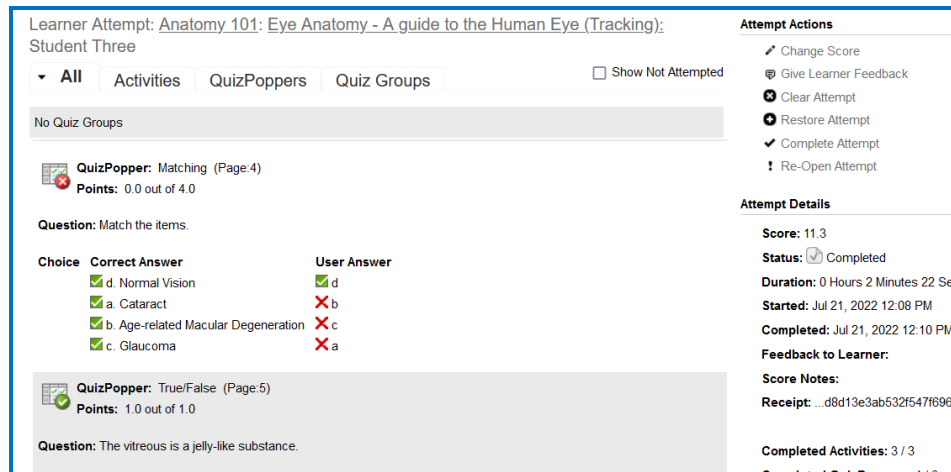 Learner Attempt: Anatomy 101: Eye Anatomy - A guide to the Human Eye (Tracking):
Student Three
All Activities QuizPoppers Quiz Groups Show Not Attempted
No Quiz Groups
QuizPopper: Matching (Page:4)
Points: 0.0 out of 4.0
Question: Match the items.
Choice Correct Answer User Answer
d. Normal Vision d
a. Cataract b
b. Age-related Macular Degeneration c
c. Glaucoma a
QuizPopper: True/False (Page:5)
Points: 1.0 out of 1.0
Question: The vitreous is a jelly-like substance.
Attempt Actions
Change Score
Give Learner Feedback
Clear Attempt
Restore Attempt
Complete Attempt
Re-Open Attempt
Attempt Details
Score: 11.3
Status: Completed
Duration: 0 Hours 2 Minutes 22 Se
Started: Jul 21, 2022 12:08 PM
Completed: Jul 21, 2022 12:10 PM
Feedback to Learner:
Score Notes:
Receipt: ...d8d13e3ab532f547f696
Completed Activities: 3 / 3